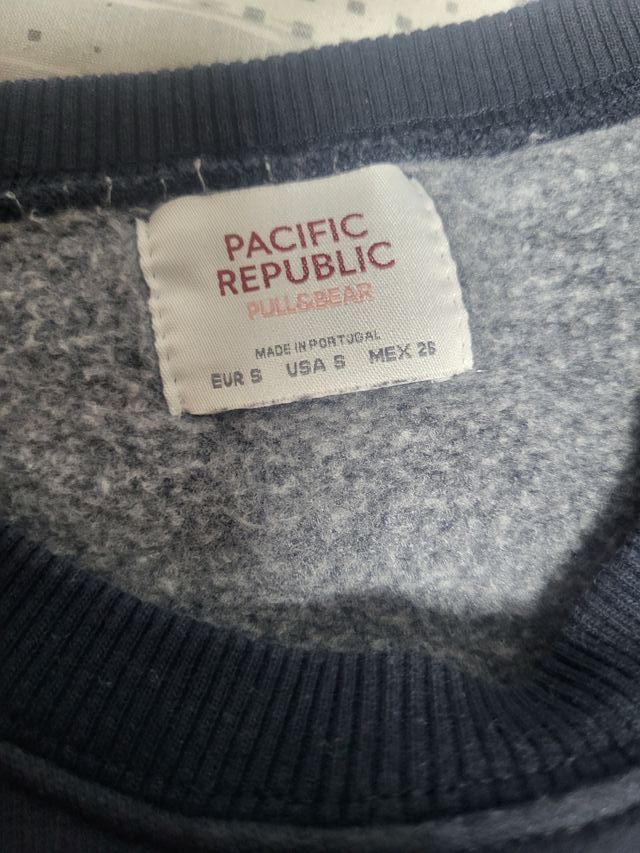 PACIFIC
REPUBLIC
PULL&BEAR
MADE IN PORTUGAL
EUR S USA S MEX 26